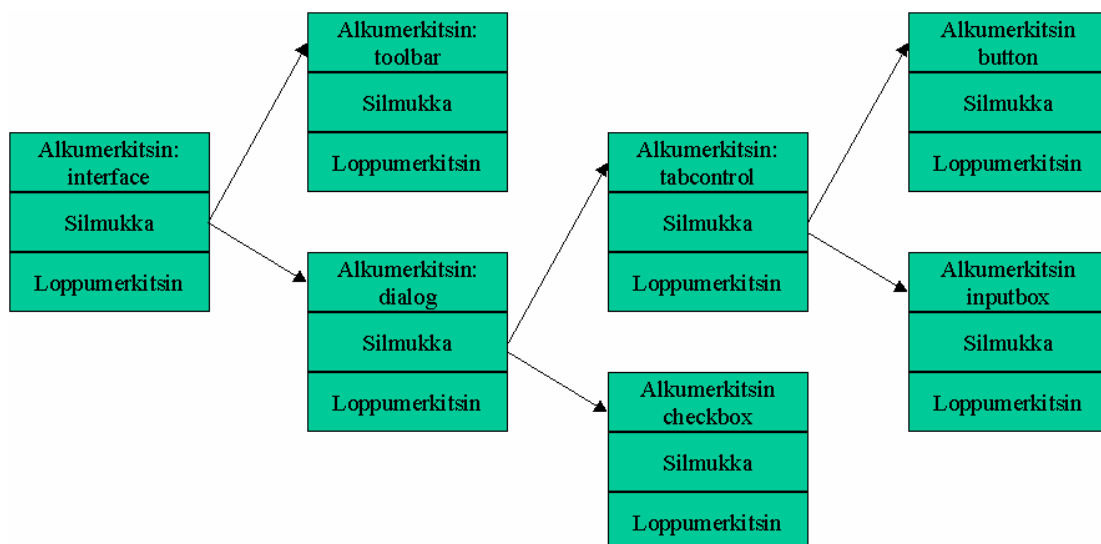 Alkumerkitsin:
interface
Silmukka
Loppumerkitsin
Alkumerkitsin:
toolbar
Silmukka
Loppumerkitsin
Alkumerkitsin:
dialog
Silmukka
Loppumerkitsin
Alkumerkitsin:
tabcontrol
Silmukka
Loppumerkitsin
Alkumerkitsin
checkbox
Silmukka
Loppumerkitsin
Alkumerkitsin
button
Silmukka
Loppumerkitsin
Alkumerkitsin
inputbox
Silmukka
Loppumerkitsin